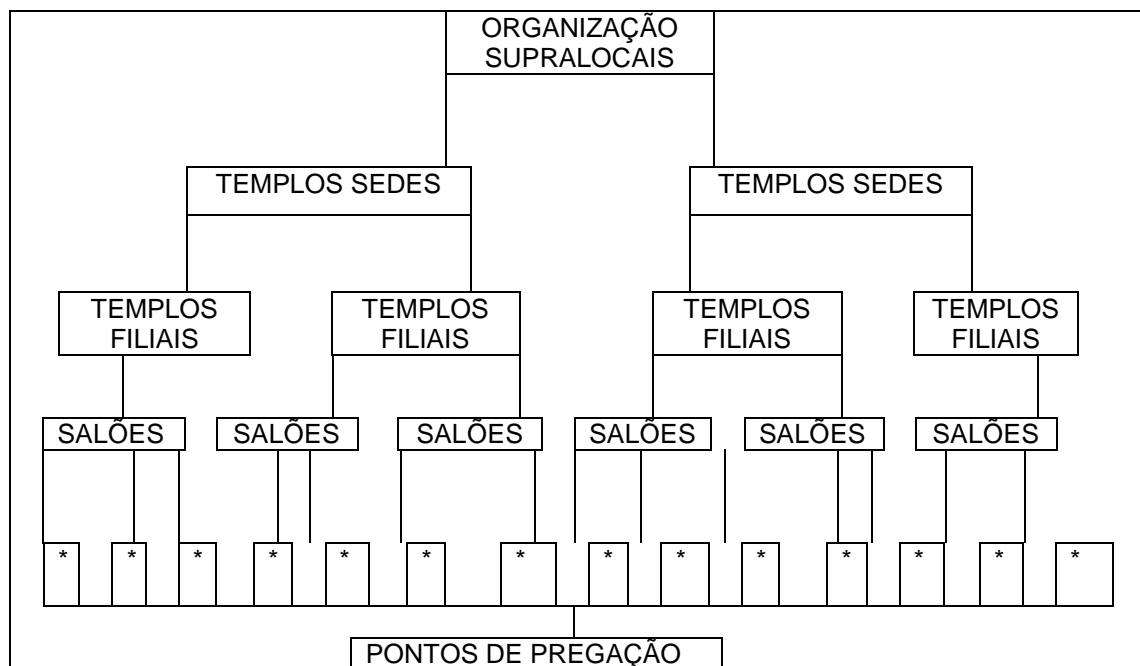 ORGANIZAÇÃO
SUPRALOCAIS
TEMPLOS SEDES
TEMPLOS SEDES
TEMPLOS
FILIAIS
TEMPLOS
FILIAIS
TEMPLOS
FILIAIS
TEMPLOS
FILIAIS
SALÕES
SALÕES
SALÕES
SALÕES
SALÕES
SALÕES
* * * * * * * * * * * * * *
PONTOS DE PREGAÇÃO